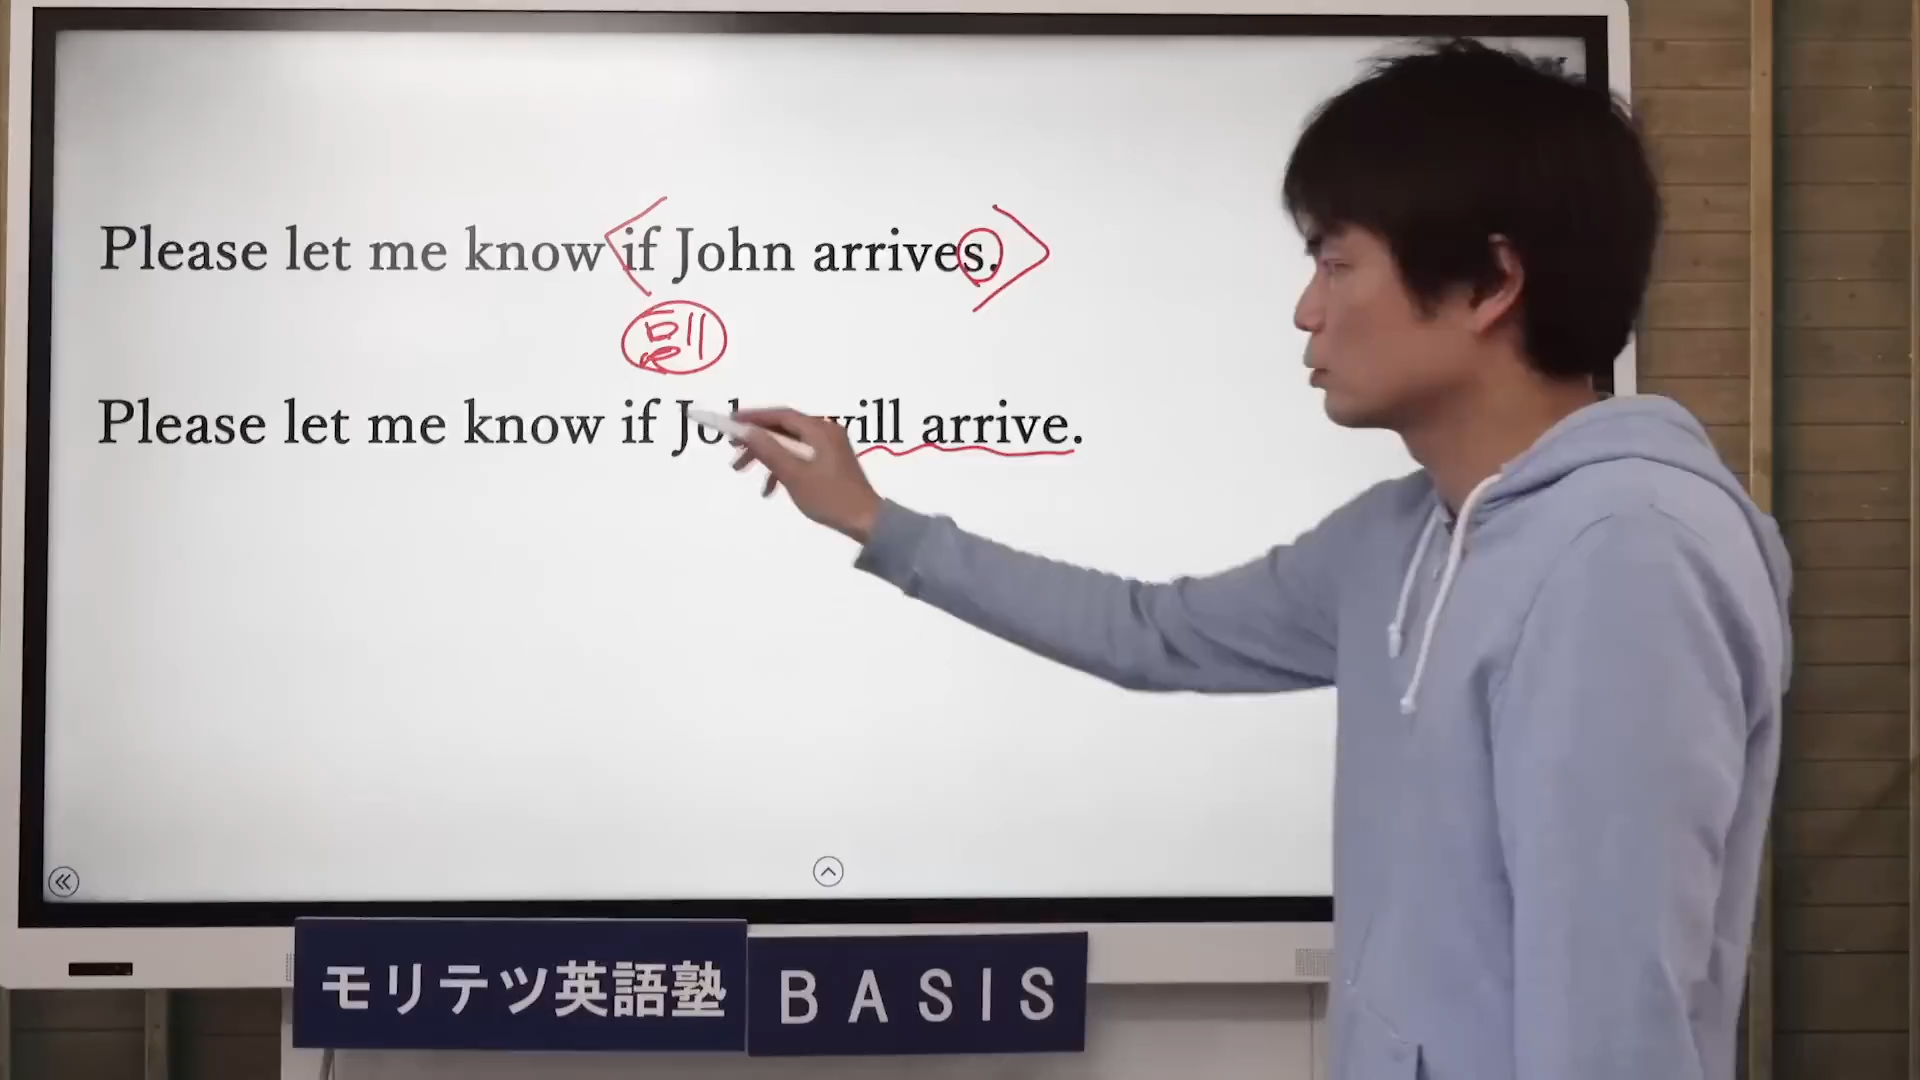 Please let me know if John arrives.
副
Please let me know if John will arrive.
モリテツ英語塾 BASIS